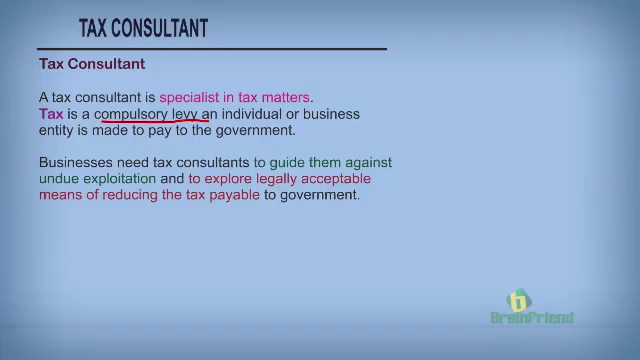 TAX CONSULTANT
Tax Consultant
A tax consultant is specialist in tax matters.
Tax is a compulsory levy an individual or business
entity is made to pay to the government.
Businesses need tax consultants to guide them against
undue exploitation and to explore legally acceptable
means of reducing the tax payable to government.
b
BrainFriend